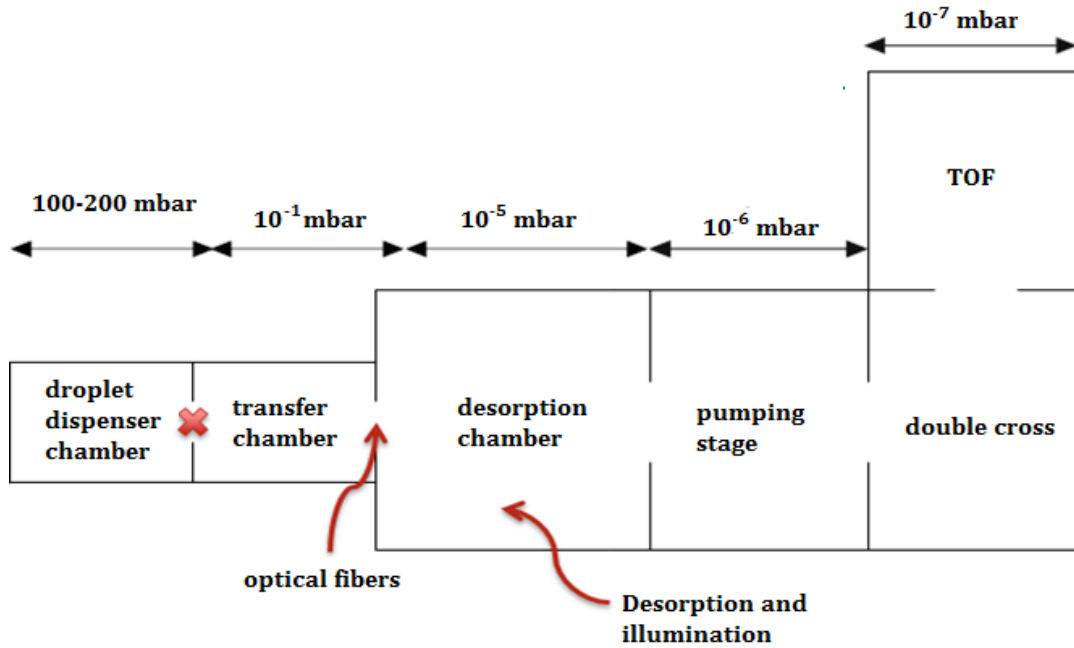 10⁻⁷ mbar
TOF
100-200 mbar
10⁻¹ mbar
10⁻⁵ mbar
10⁻⁶ mbar
droplet
dispenser
chamber
transfer
chamber
desorption
chamber
pumping
stage
double cross
optical fibers
Desorption and
illumination